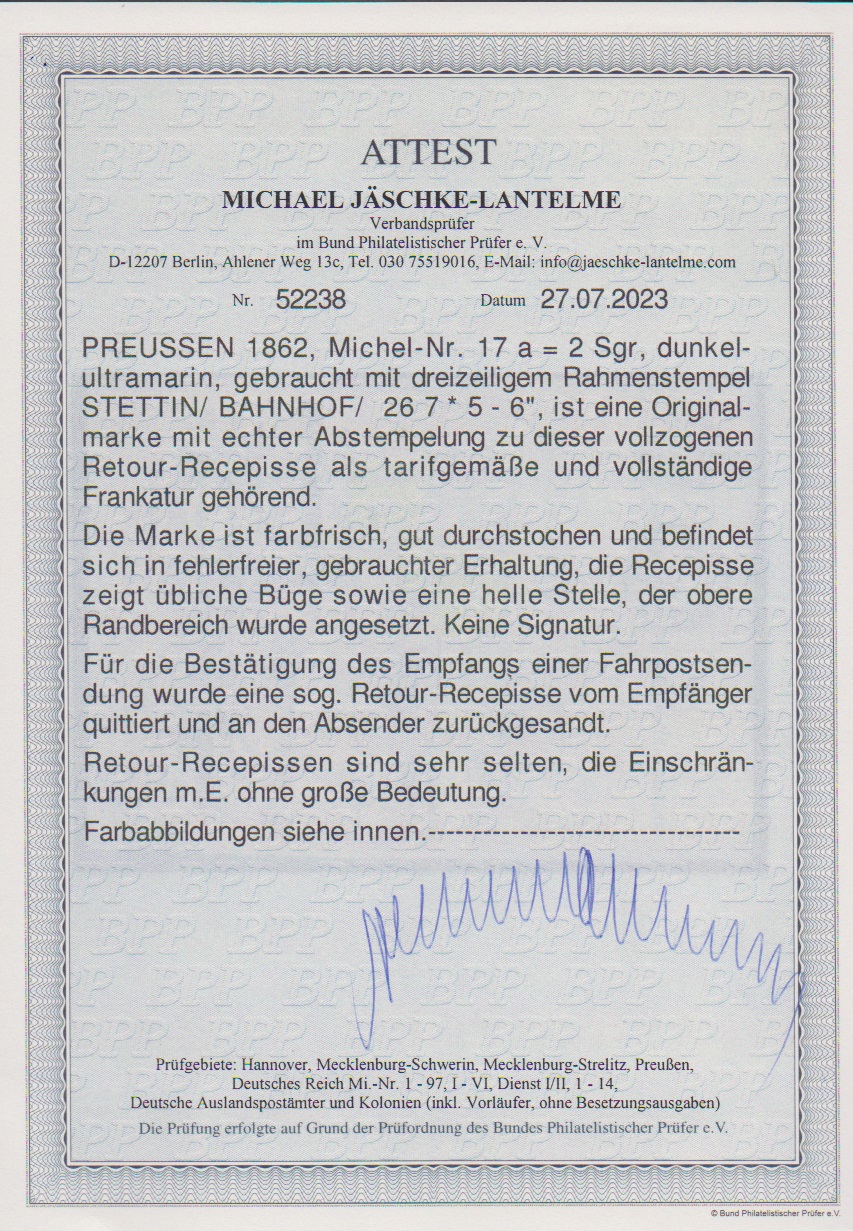 ATTEST
MICHAEL JÄSCHKE-LANTELME
Verbandsprüfer
im Bund Philatelistischer Prüfer e. V.
D-12207 Berlin, Ahlener Weg 13c, Tel. 030 75519016, E-Mail: info@jaeschke-lantelme.com
Nr. 52238 Datum 27.07.2023
PREUSSEN 1862, Michel-Nr. 17 a = 2 Sgr, dunkel-
ultramarin, gebraucht mit dreizeiligem Rahmenstempel
STETTIN/ BAHNHOF/ 26 7 * 5 - 6", ist eine Original-
marke mit echter Abstempelung zu dieser vollzogenen
Retour-Recepisse als tarifgemäße und vollständige
Frankatur gehörend.
Die Marke ist farbfrisch, gut durchstochen und befindet
sich in fehlerfreier, gebrauchter Erhaltung, die Recepisse
zeigt übliche Büge sowie eine helle Stelle, der obere
Randbereich wurde angesetzt. Keine Signatur.
Für die Bestätigung des Empfangs einer Fahrpostsen-
dung wurde eine sog. Retour-Recepisse vom Empfänger
quittiert und an den Absender zurückgesandt.
Retour-Recepissen sind sehr selten, die Einschrän-
kungen m.E. ohne große Bedeutung.
Farbabbildungen siehe innen.----------------------------------
Prüfgebiete: Hannover, Mecklenburg-Schwerin, Mecklenburg-Strelitz, Preußen,
Deutsches Reich Mi.-Nr. 1 - 97, I - VI, Dienst I/II, 1 - 14,
Deutsche Auslandspostämter und Kolonien (inkl. Vorläufer, ohne Besetzungsausgaben)
Die Prüfung erfolgte auf Grund der Prüfordnung des Bundes Philatelistischer Prüfer e.V.
© Bund Philatelistischer Prüfer e.V.